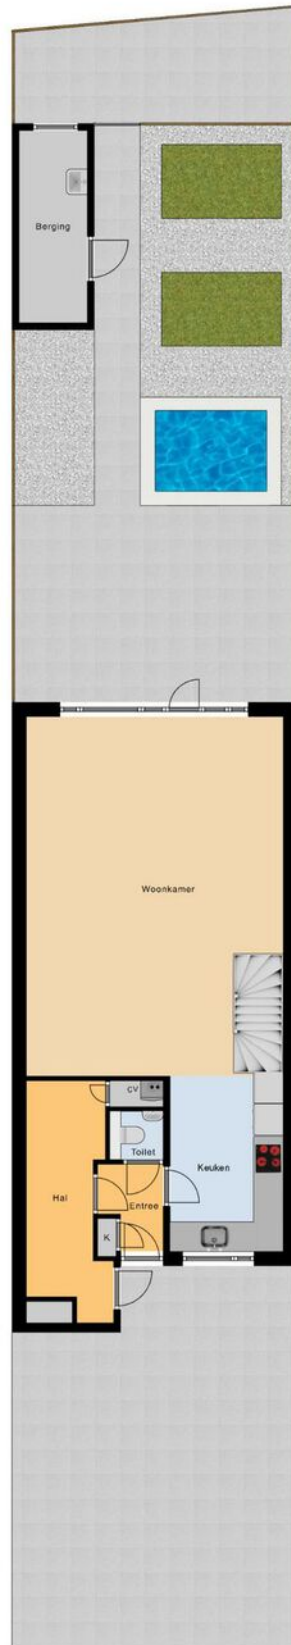 Berging
Woonkamer
CV
Toilet
Keuken
Hal
Entree
K